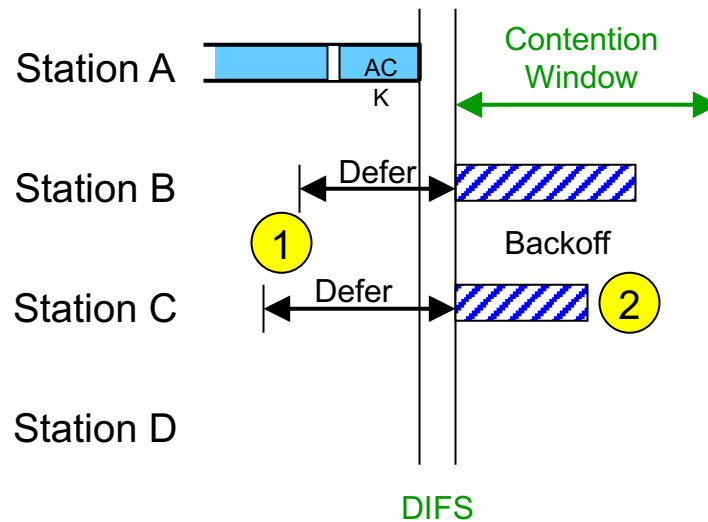 Contention
Window
Station A
AC
K
Station B
Defer
1
Backoff
Station C
Defer
2
Station D
DIFS